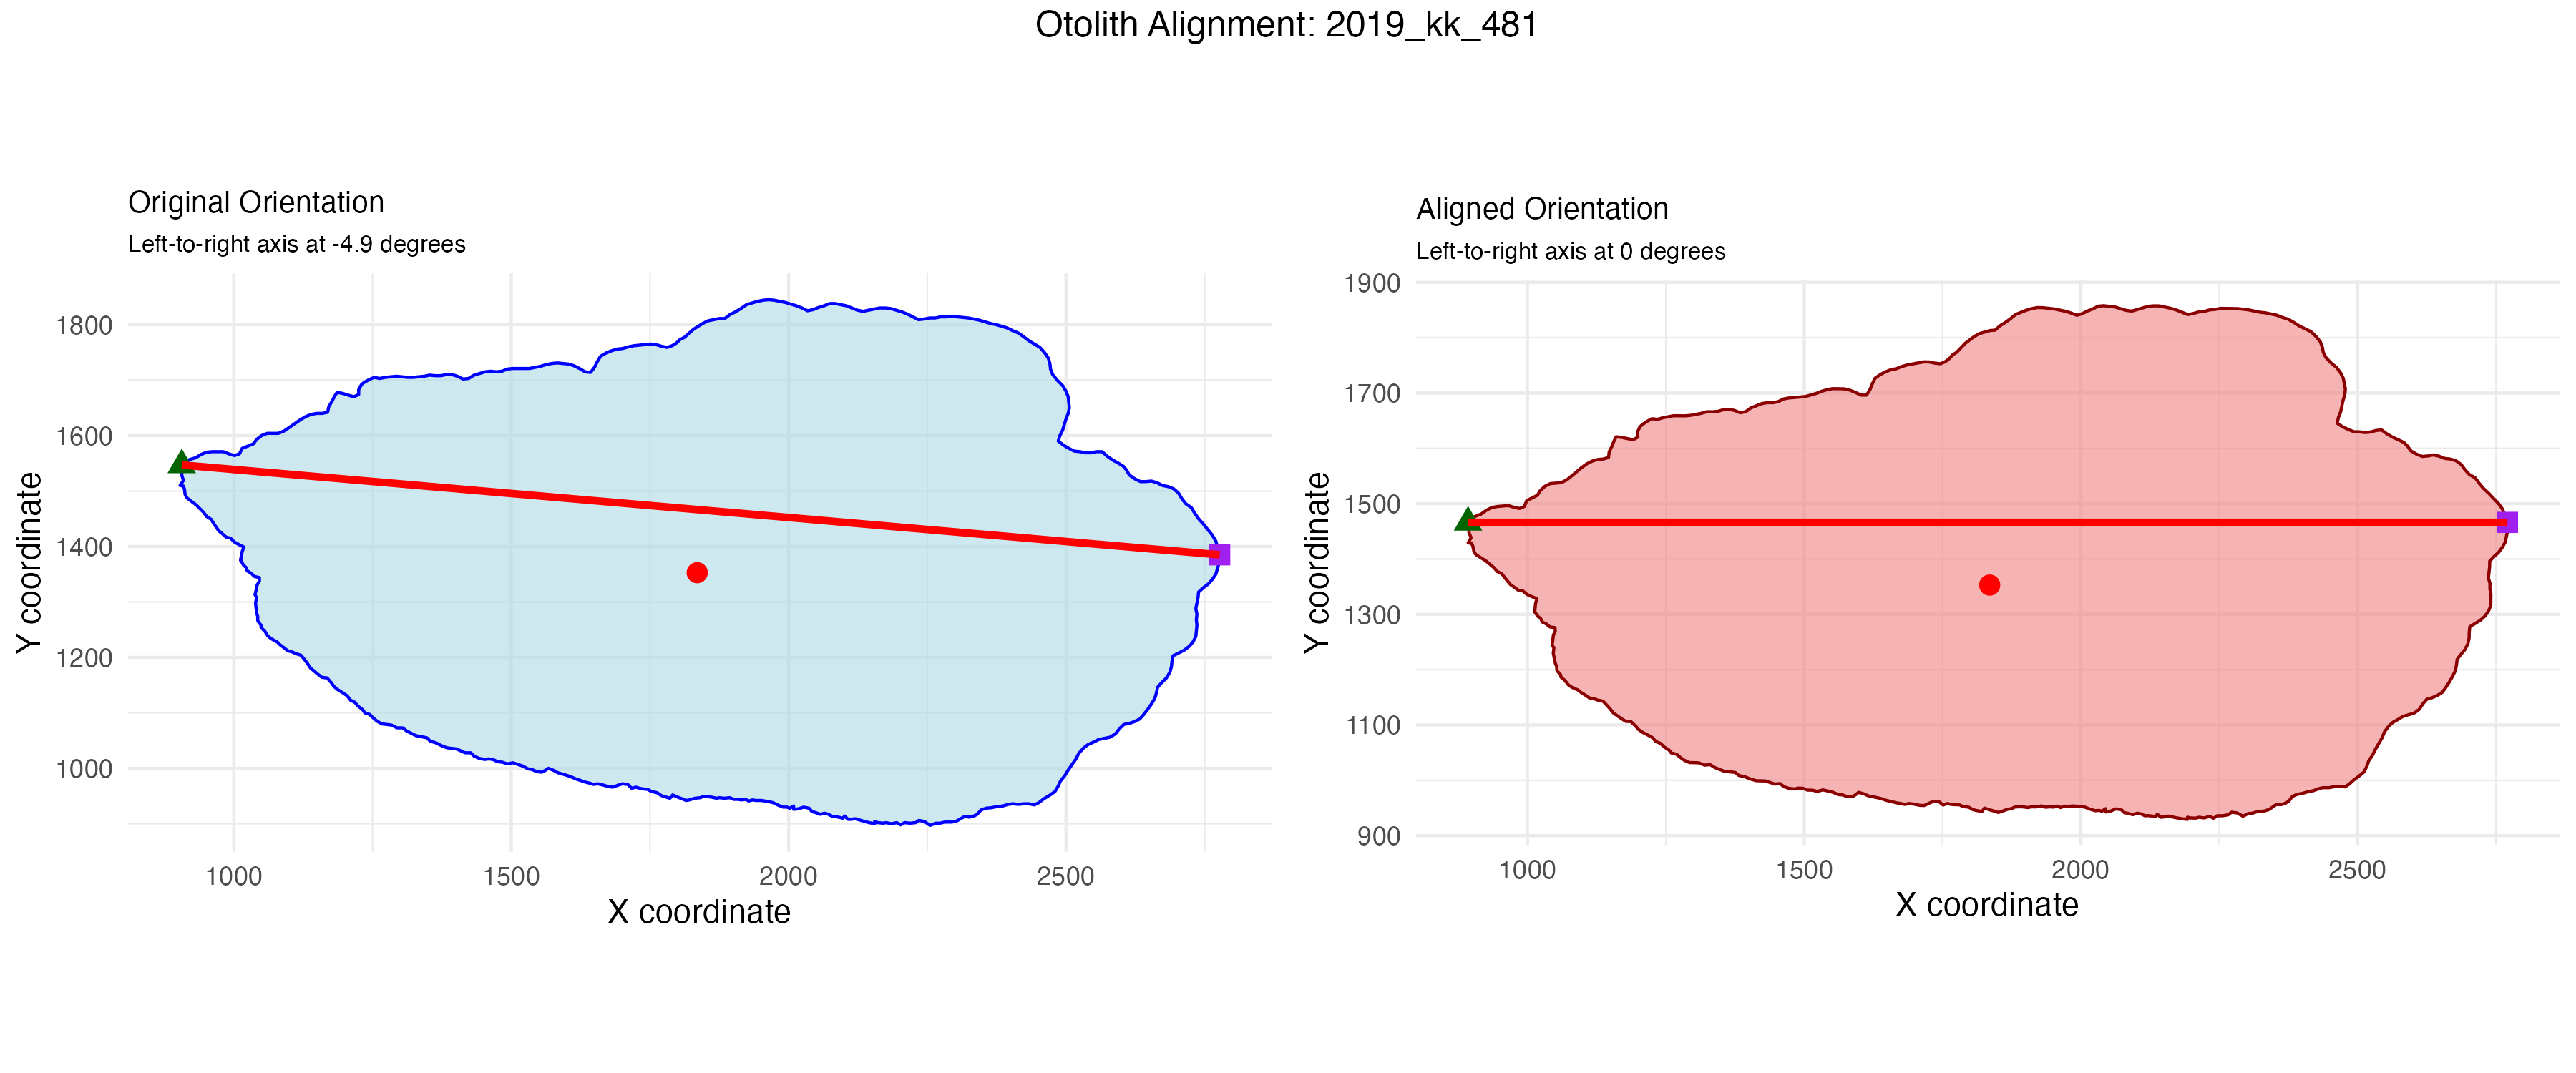 Otolith Alignment: 2019_kk_481
Original Orientation
Left-to-right axis at -4.9 degrees
1800
1600
1400
1200
1000
Y coordinate
1000 1500 2000 2500
X coordinate
Aligned Orientation
Left-to-right axis at 0 degrees
1900
1700
1500
1300
1100
900
Y coordinate
1000 1500 2000 2500
X coordinate